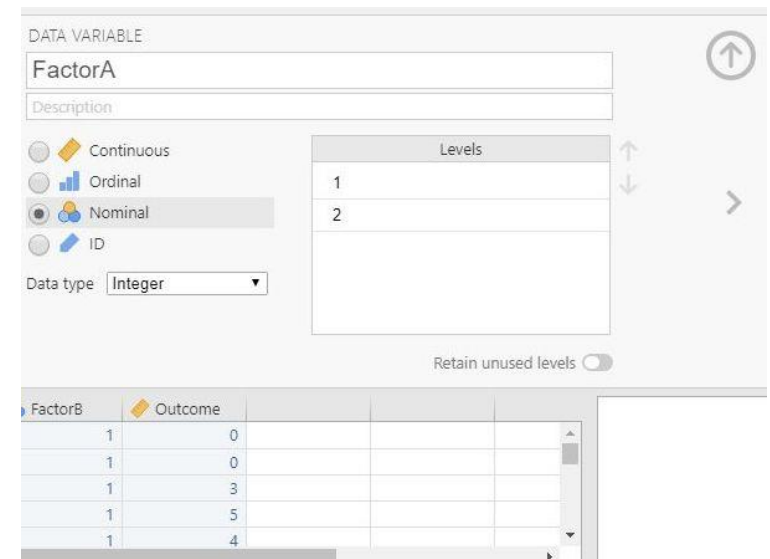 DATA VARIABLE
FactorA
Description
Continuous
Ordinal
Nominal
ID
Data type Integer
Levels
1
2
Retain unused levels
FactorB Outcome
1 0
1 0
1 3
1 5
1 4